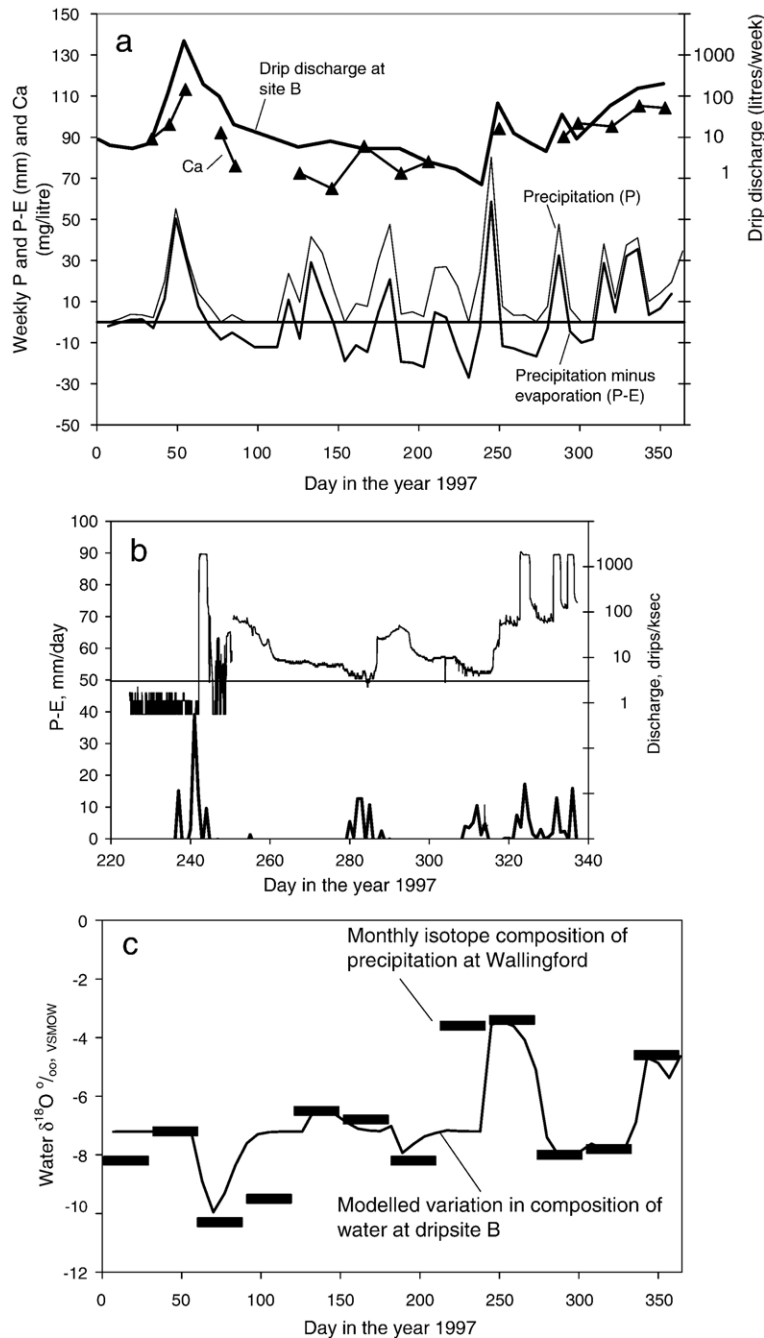 a
Weekly P and P-E (mm) and Ca
(mg/litre)
150
130
110
90
70
50
30
10
-10
-30
-50
Drip discharge at
site B
Ca
Precipitation (P)
Precipitation minus
evaporation (P-E)
1000
100
10
1
Drip discharge (litres/week)
0 50 100 150 200 250 300 350
Day in the year 1997
b
P-E, mm/day
100
90
80
70
60
50
40
30
20
10
0
1000
100
10
1
Discharge, drips/ksec
220 240 260 280 300 320 340
Day in the year 1997
c
Water δ18O o/oo, VSMOW
0
-2
-4
-6
-8
-10
-12
Monthly isotope composition of
precipitation at Wallingford
Modelled variation in composition of
water at dripsite B
0 50 100 150 200 250 300 350
Day in the year 1997